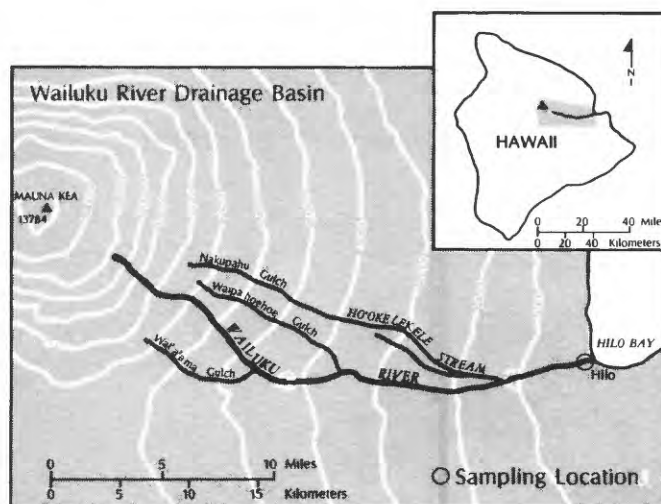 Wailuku River Drainage Basin
MAUNA KEA
13784
Nakupahu Gulch
Waipahoehoe Gulch
HO'OKELEKELE STREAM
WAILUKU RIVER
Gulch
HILO BAY
Hilo
0 5 10 Miles
0 5 10 15 Kilometers
Sampling Location
N
HAWAII
0 20 40 Miles
0 20 40
Kilometers